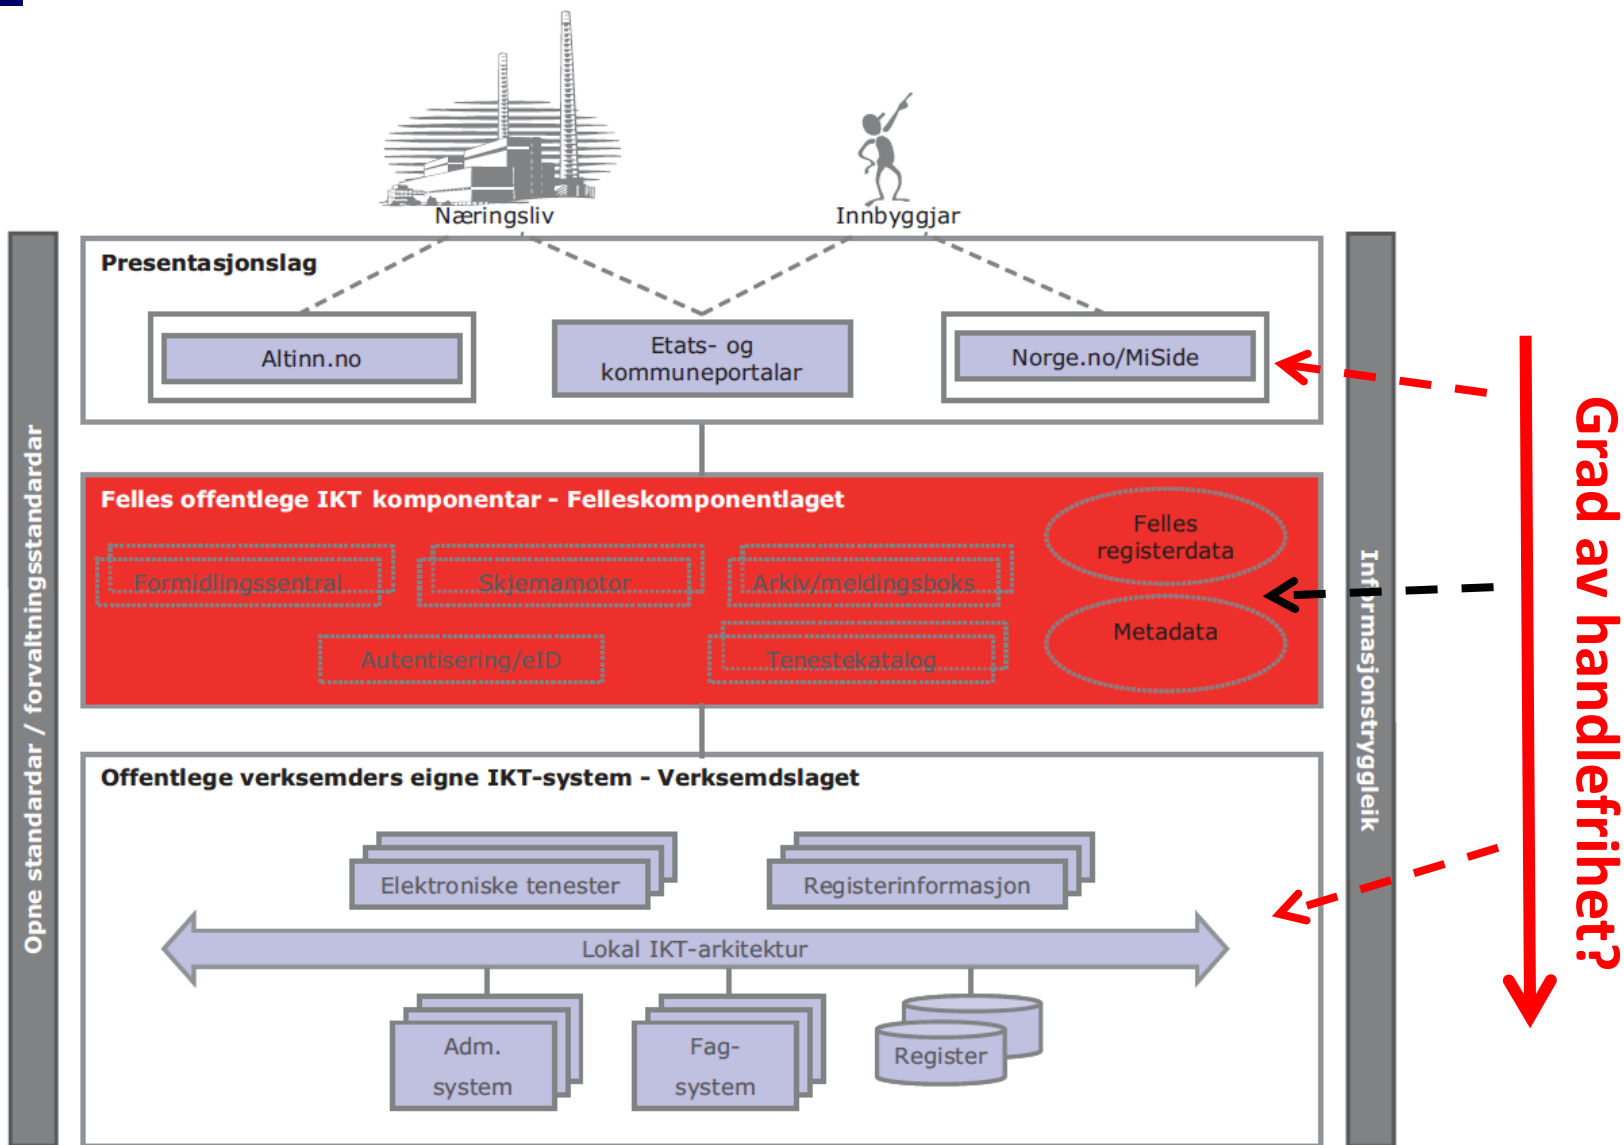 Næringsliv
Innbyggjar
Opne standardar / forvaltningsstandardar
Presentasjonslag
Altinn.no
Etats- og
kommuneportalar
Norge.no/MiSide
Felles offentlege IKT komponentar - Felleskomponentlaget
Formidlingssentral
Skjemamotor
Arkiv/meldingsboks
Felles
registerdata
Autentisering/eID
Tenestekatalog
Metadata
Offentlege verksemders eigne IKT-system - Verksemdslaget
Elektroniske tenester
Registerinformasjon
Lokal IKT-arkitektur
Adm.
system
Fag-
system
Register
Informasjonstryggleik
Grad av handlefrihet?